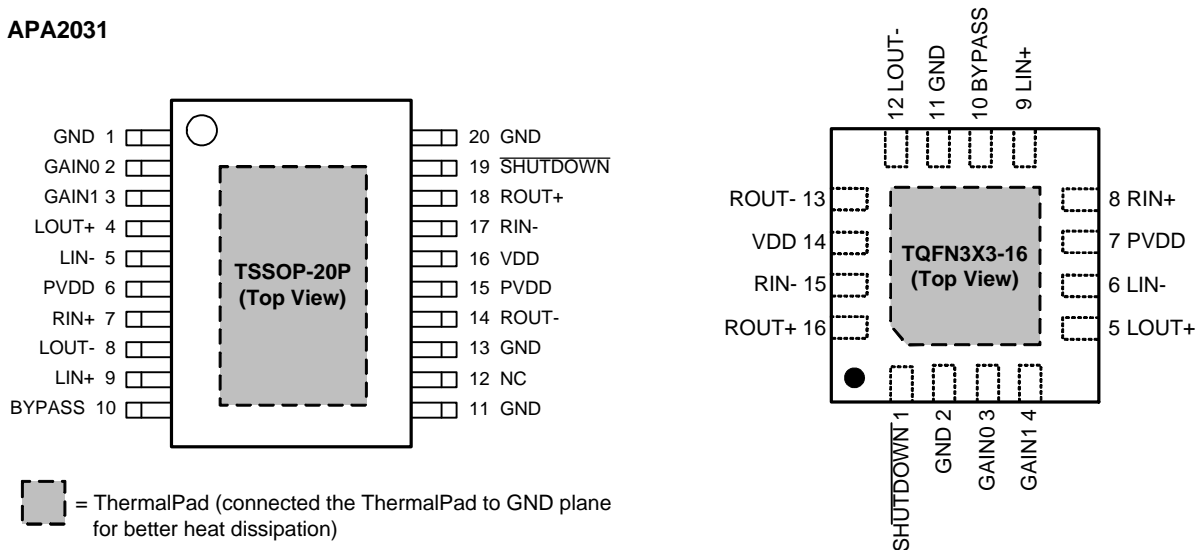 APA2031
GND 1
GAIN0 2
GAIN1 3
LOUT+ 4
LIN- 5
PVDD 6
RIN+ 7
LOUT- 8
LIN+ 9
BYPASS 10
TSSOP-20P
(Top View)
20 GND
19 SHUTDOWN
18 ROUT+
17 RIN-
16 VDD
15 PVDD
14 ROUT-
13 GND
12 NC
11 GND
= ThermalPad (connected the ThermalPad to GND plane
for better heat dissipation)
12 LOUT-
11 GND
10 BYPASS
9 LIN+
ROUT- 13
VDD 14
RIN- 15
ROUT+ 16
TQFN3X3-16
(Top View)
8 RIN+
7 PVDD
6 LIN-
5 LOUT+
SHUTDOWN 1
GND 2
GAIN0 3
GAIN1 4